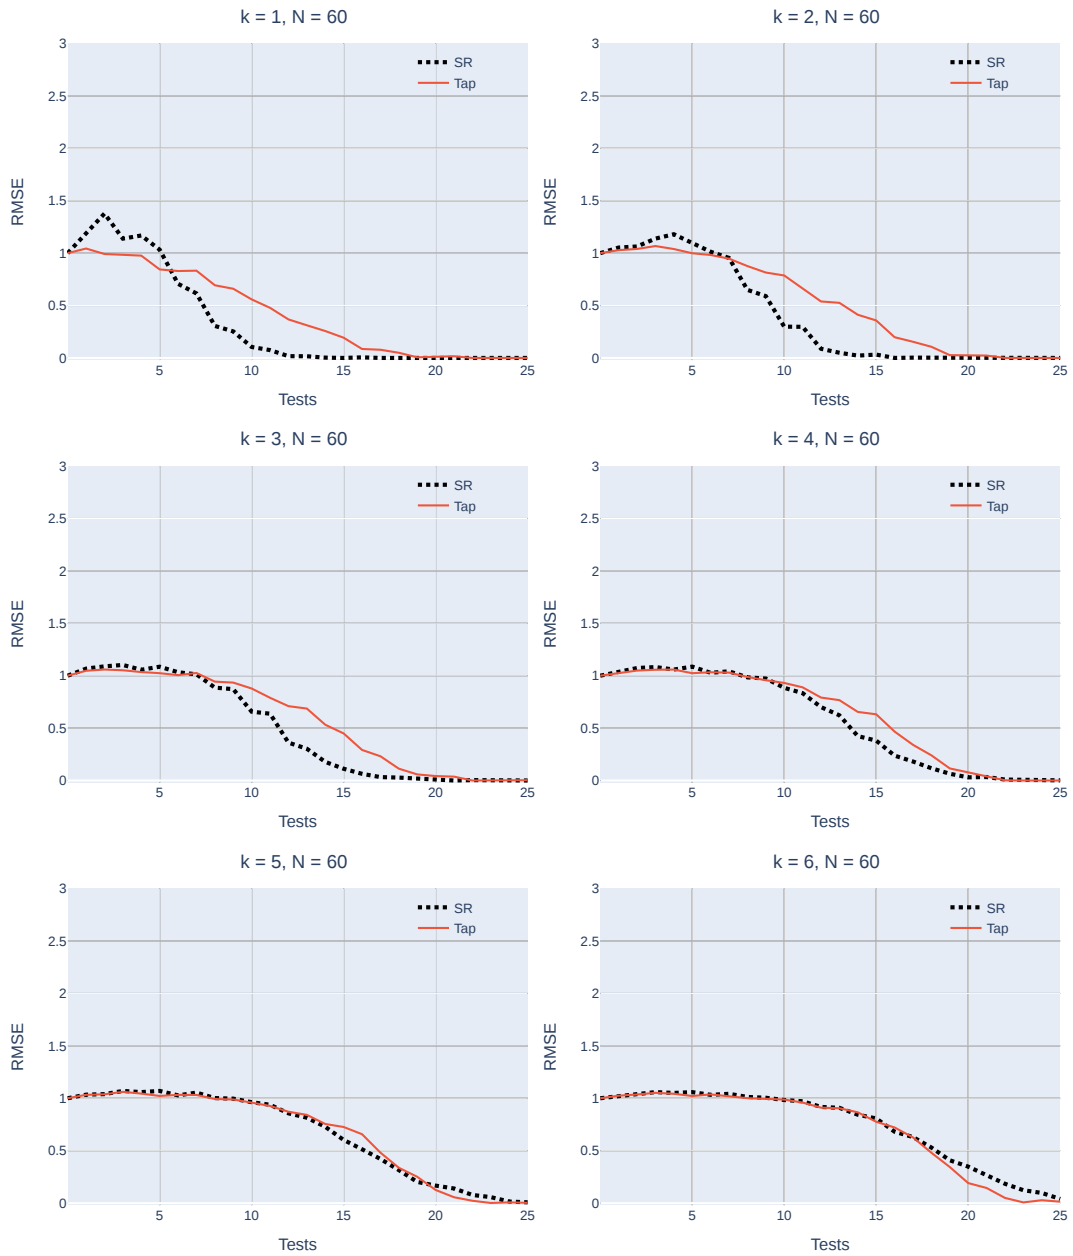 k = 1, N = 60
k = 2, N = 60
3
2.5
2
1.5
1
0.5
0
RMSE
SR
Tap
5
10
15
20
25
Tests
3
2.5
2
1.5
1
0.5
0
RMSE
SR
Tap
5
10
15
20
25
Tests
k = 3, N = 60
k = 4, N = 60
3
2.5
2
1.5
1
0.5
0
RMSE
SR
Tap
5
10
15
20
25
Tests
3
2.5
2
1.5
1
0.5
0
RMSE
SR
Tap
5
10
15
20
25
Tests
k = 5, N = 60
k = 6, N = 60
3
2.5
2
1.5
1
0.5
0
RMSE
SR
Tap
5
10
15
20
25
Tests
3
2.5
2
1.5
1
0.5
0
RMSE
SR
Tap
5
10
15
20
25
Tests